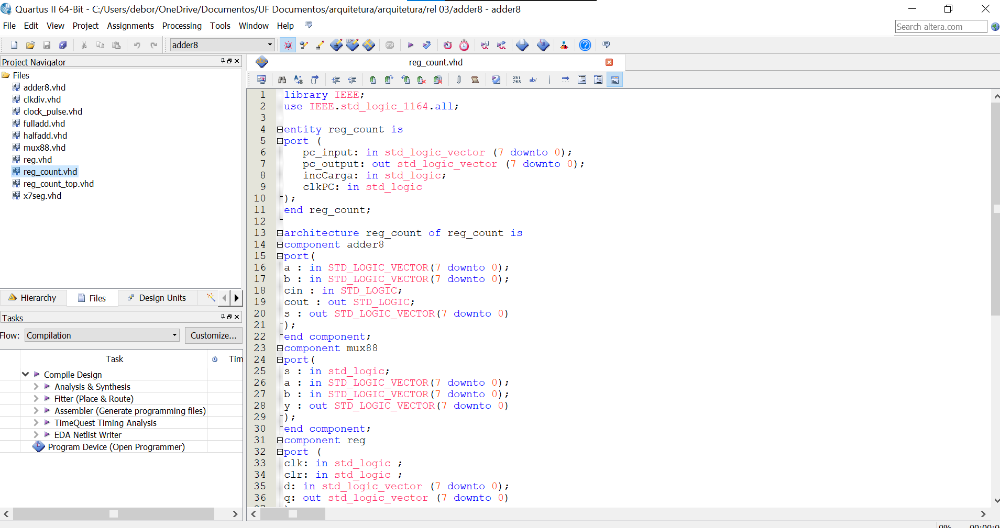 Quartus II 64-Bit - C:/Users/debor/OneDrive/Documentos/UF Documentos/arquitetura/arquitetura/rel 03/adder8 - adder8
File Edit View Project Assignments Processing Tools Window Help
Search altera.com
adder8
Project Navigator
Files
adder8.vhd
clkdiv.vhd
clock_pulse.vhd
fulladd.vhd
halfadd.vhd
mux88.vhd
reg.vhd
reg_count.vhd
reg_count_top.vhd
x7seg.vhd
Hierarchy Files Design Units
Tasks
Flow: Compilation Customize...
Task Tim
Compile Design
Analysis & Synthesis
Fitter (Place & Route)
Assembler (Generate programming files)
TimeQuest Timing Analysis
EDA Netlist Writer
Program Device (Open Programmer)
reg_count.vhd
267
268 ab/
1 library IEEE;
2 use IEEE.std_logic_1164.all;
3
4 entity reg_count is
5 port (
6 pc_input: in std_logic_vector (7 downto 0);
7 pc_output: out std_logic_vector (7 downto 0);
8 incCarga: in std_logic;
9 clkPC: in std_logic
10 );
11 end reg_count;
12
13 architecture reg_count of reg_count is
14 component adder8
15 port(
16 a : in STD_LOGIC_VECTOR(7 downto 0);
17 b : in STD_LOGIC_VECTOR(7 downto 0);
18 cin : in STD_LOGIC;
19 cout : out STD_LOGIC;
20 s : out STD_LOGIC_VECTOR(7 downto 0)
21 );
22 end component;
23 component mux88
24 port(
25 s : in std_logic;
26 a : in STD_LOGIC_VECTOR(7 downto 0);
27 b : in STD_LOGIC_VECTOR(7 downto 0);
28 y : out STD_LOGIC_VECTOR(7 downto 0)
29 );
30 end component;
31 component reg
32 port (
33 clk: in std_logic ;
34 clr: in std_logic ;
35 d: in std_logic_vector (7 downto 0);
36 q: out std_logic_vector (7 downto 0)